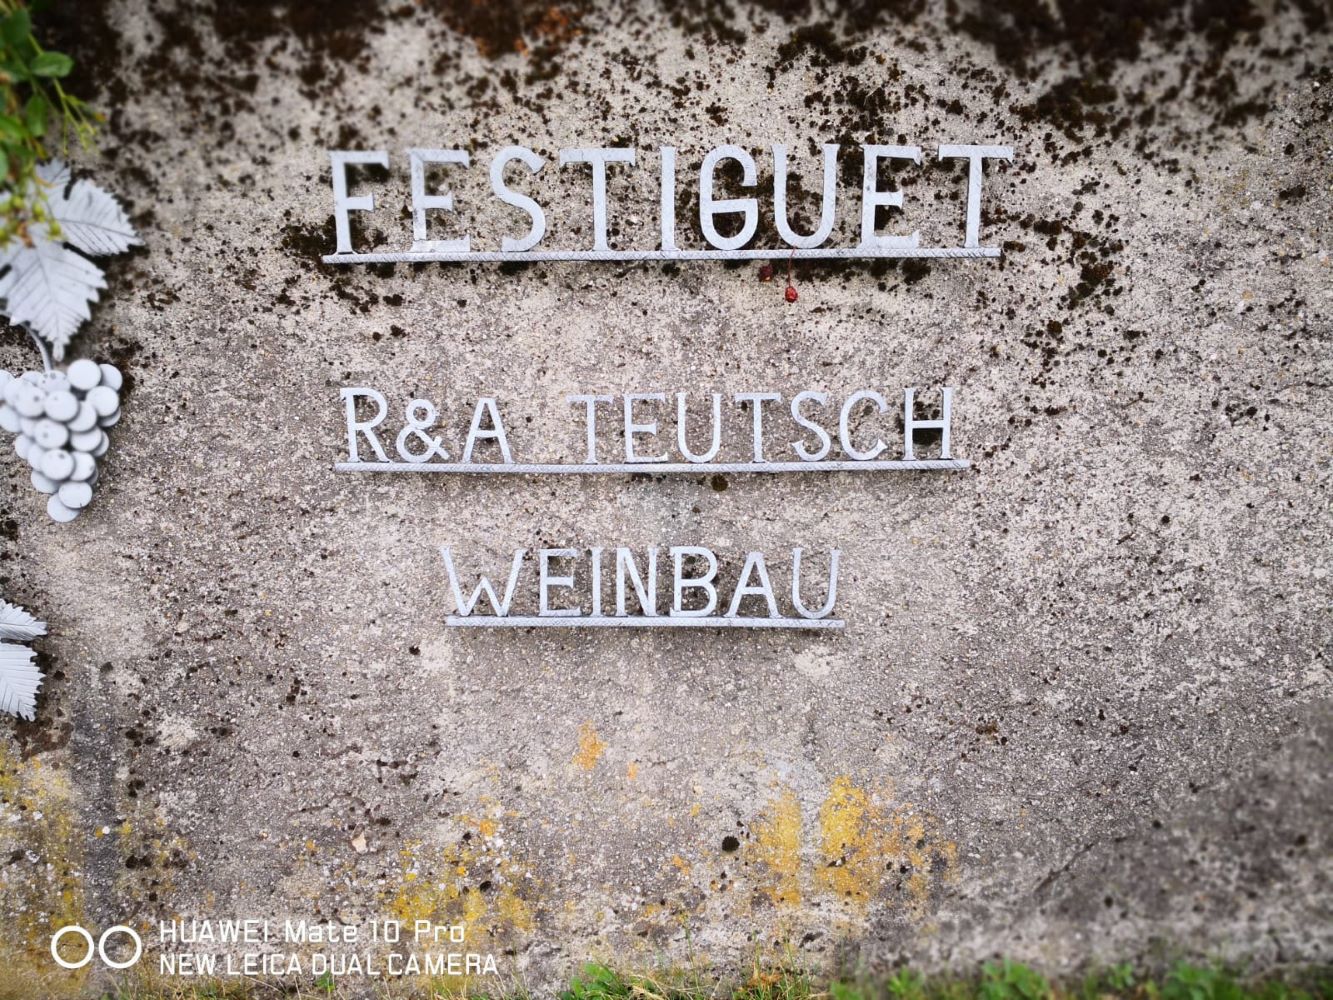 FESTIGUET
R&A TEUTSCH
WEINBAU
HUAWEI Mate 10 Pro
NEW LEICA DUAL CAMERA